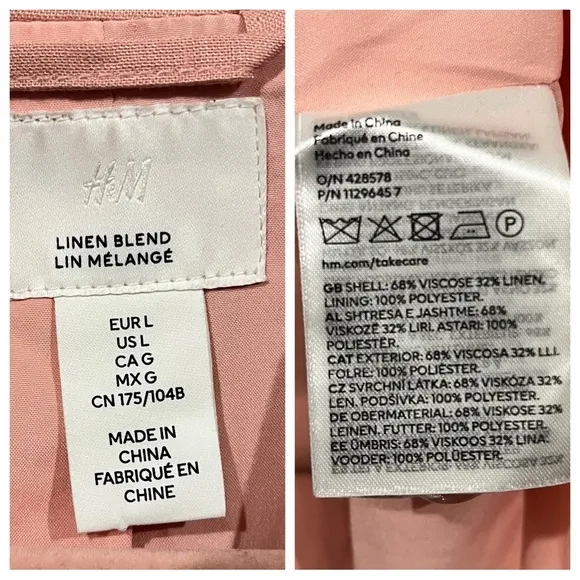 H&M
LINEN BLEND
LIN MÉLANGÉ
EUR L
US L
CA G
MX G
CN 175/104B
MADE IN
CHINA
FABRIQUÉ EN
CHINE
Made in China
Fabriqué en Chine
Hecho en China
O/N 428578
P/N 1129645 7
P
hm.com/takecare
GB SHELL: 68% VISCOSE 32% LINEN.
LINING: 100% POLYESTER.
AL SHTRESA E JASHTME: 68%
VISKOZË 32% LIRI. ASTARI: 100%
POLIESTËR.
CAT EXTERIOR: 68% VISCOSA 32% LLI.
FOLRE: 100% POLIÈSTER.
CZ SVRCHNÍ LÁTKA: 68% VISKÓZA 32%
LEN. PODŠÍVKA: 100% POLYESTER.
DE OBERMATERIAL: 68% VISKOSE 32%
LEINEN. FUTTER: 100% POLYESTER.
EE ÜMBRIS: 68% VISKOOS 32% LINA.
VOODER: 100% POLÜESTER.